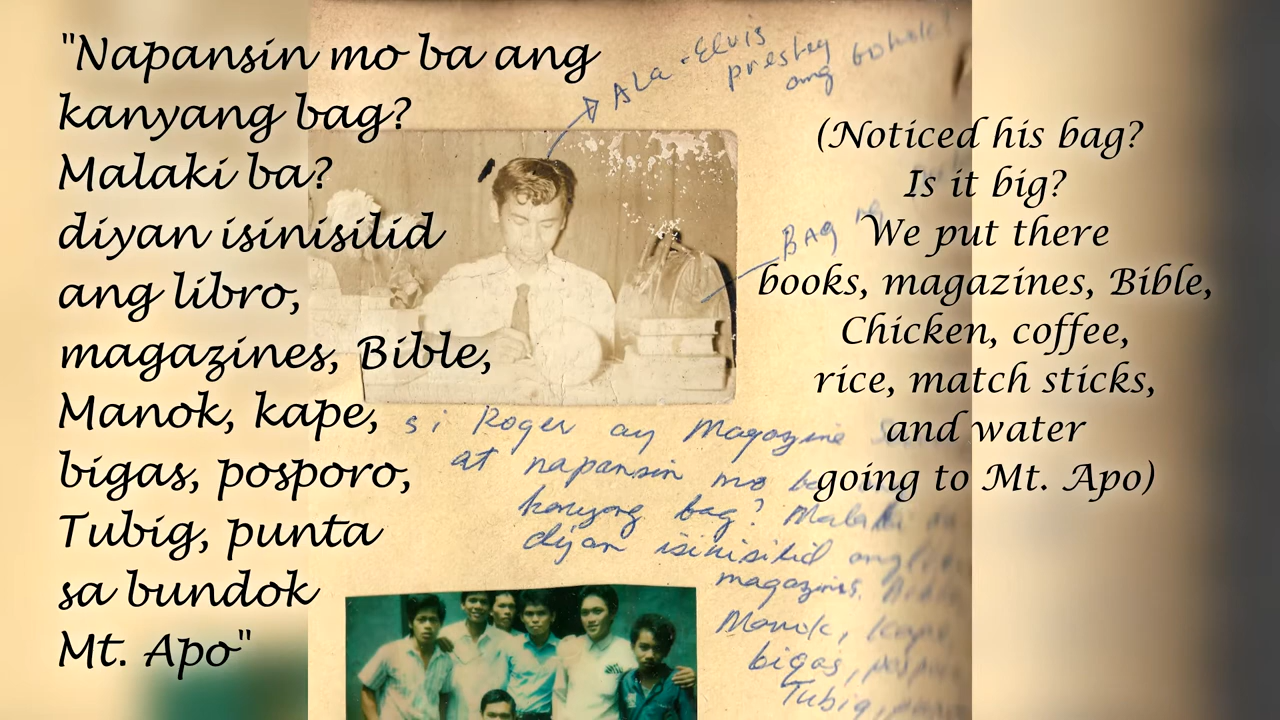 "Napansin mo ba ang
kanyang bag?
Malaki ba?
diyan isinisilid
ang libro,
magazines, Bible,
Manok, kape,
bigas, posporo,
Tubig, punta
sa bundok
Mt. Apo"
ALa-Elvis
presley
ang
BAG
si Roger ay Magazine
at napansin mo
kanyang bag? Malaki
diyan isinisilid ang
magazines.
Manok, kape
bigas,
Tubig,
(Noticed his bag?
Is it big?
We put there
books, magazines, Bible,
Chicken, coffee,
rice, match sticks,
and water
going to Mt. Apo)